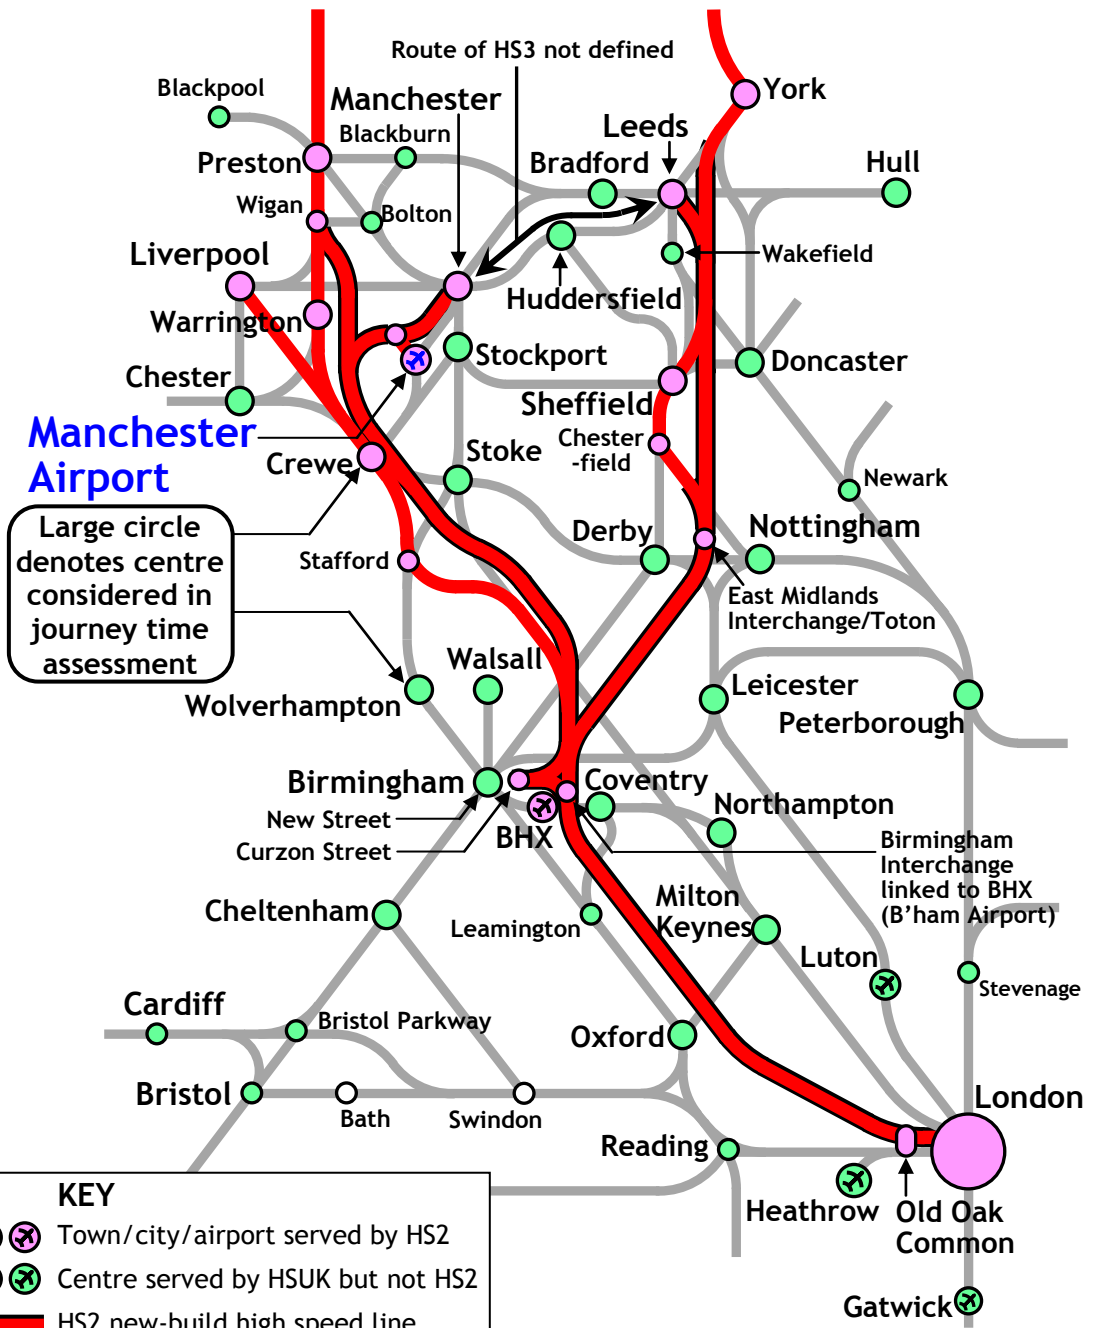 Route of HS3 not defined
York
Blackpool
Manchester
Leeds
Blackburn
Bradford
Hull
Preston
Wigan
Bolton
Liverpool
Wakefield
Huddersfield
Warrington
Stockport
Doncaster
Chester
Sheffield
Manchester
Airport
Chester
-field
Stoke
Crewe
Newark
Large circle
denotes centre
considered in
journey time
assessment
Derby
Nottingham
Stafford
East Midlands
Interchange/Toton
Walsall
Wolverhampton
Leicester
Peterborough
Birmingham
Coventry
Northampton
New Street
BHX
Curzon Street
Birmingham
Interchange
linked to BHX
(B'ham Airport)
Milton
Keynes
Cheltenham
Leamington
Luton
Stevenage
Cardiff
Bristol Parkway
Oxford
Bristol
Bath
Swindon
London
Reading
Heathrow
Old Oak
Common
Gatwick
KEY
Town/city/airport served by HS2
Centre served by HSUK but not HS2
HS2 new-build high speed line